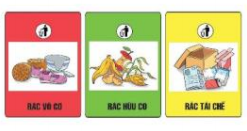 RÁC VÔ CƠ
RÁC HỮU CƠ
RÁC TÁI CHẾ